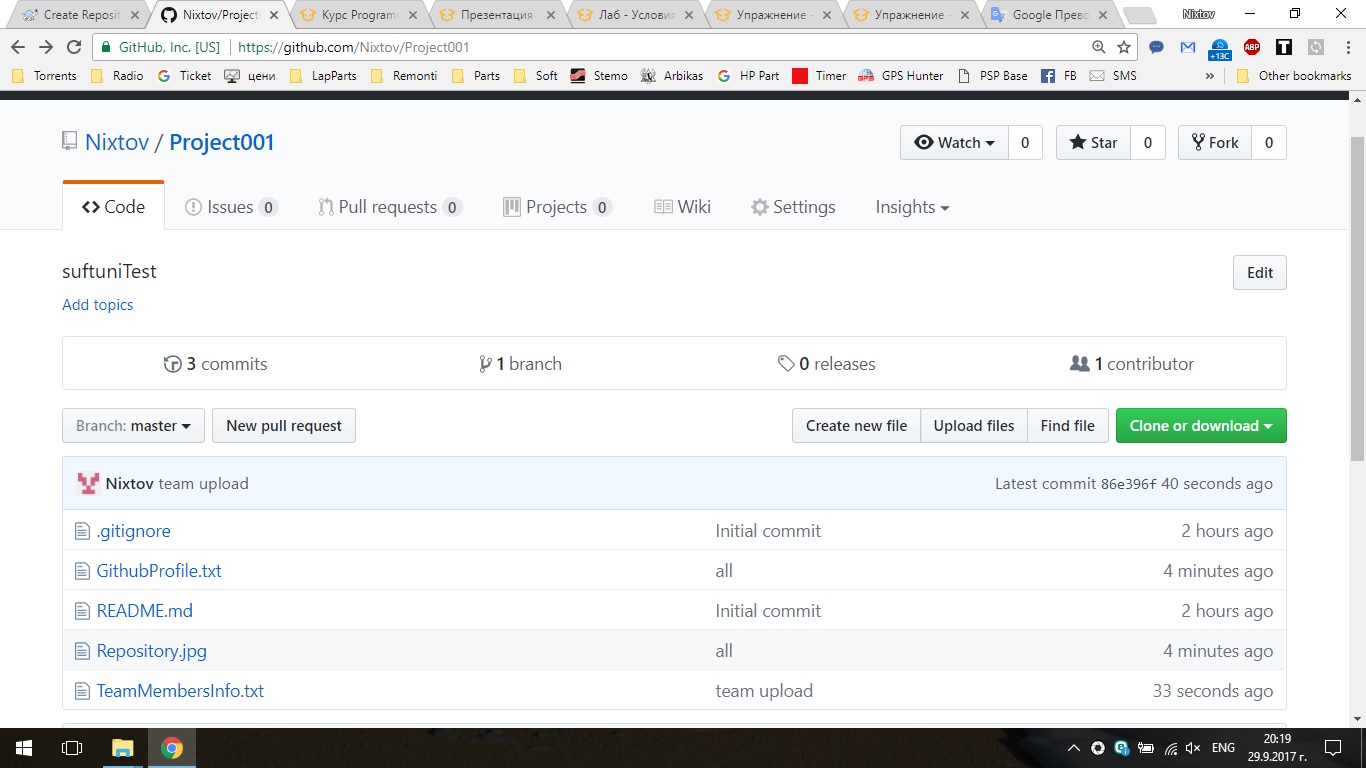 Create Reposit
Nixtov/Project
Курс Programm
Презентация
Лаб - Условия
Упражнение -
Упражнение -
Google Прево
Nixtov
GitHub, Inc. [US] https://github.com/Nixtov/Project001
+13C ABP T
Torrents Radio Ticket цени LapParts Remonti Parts Soft Stemo Arbikas HP Part Timer GPS Hunter PSP Base FB SMS » Other bookmarks
Nixtov / Project001
Watch 0 Star 0 Fork 0
Code Issues 0 Pull requests 0 Projects 0 Wiki Settings Insights
suftuniTest
Edit
Add topics
3 commits 1 branch 0 releases 1 contributor
Branch: master New pull request Create new file Upload files Find file Clone or download
Nixtov team upload Latest commit 86e396f 40 seconds ago
.gitignore Initial commit 2 hours ago
GithubProfile.txt all 4 minutes ago
README.md Initial commit 2 hours ago
Repository.jpg all 4 minutes ago
TeamMembersInfo.txt team upload 33 seconds ago
ENG
20:19
29.9.2017 г.